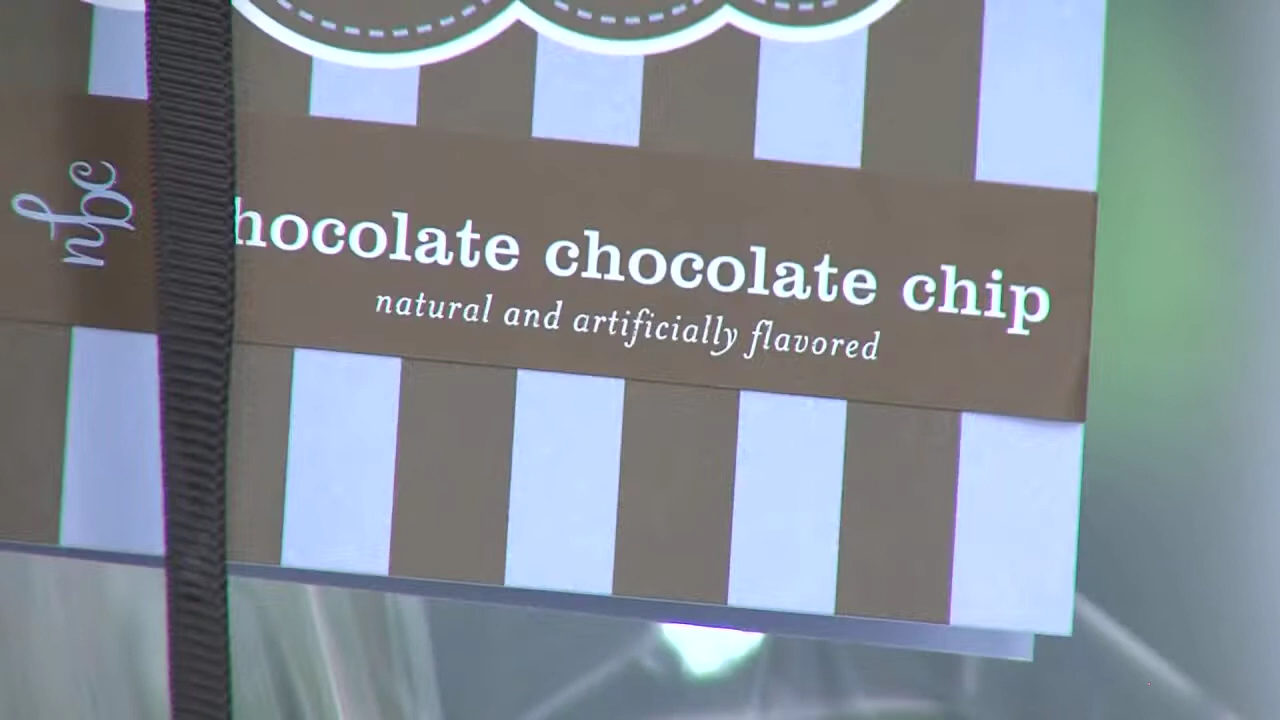 nbc
hocolate chocolate chip
natural and artificially flavored